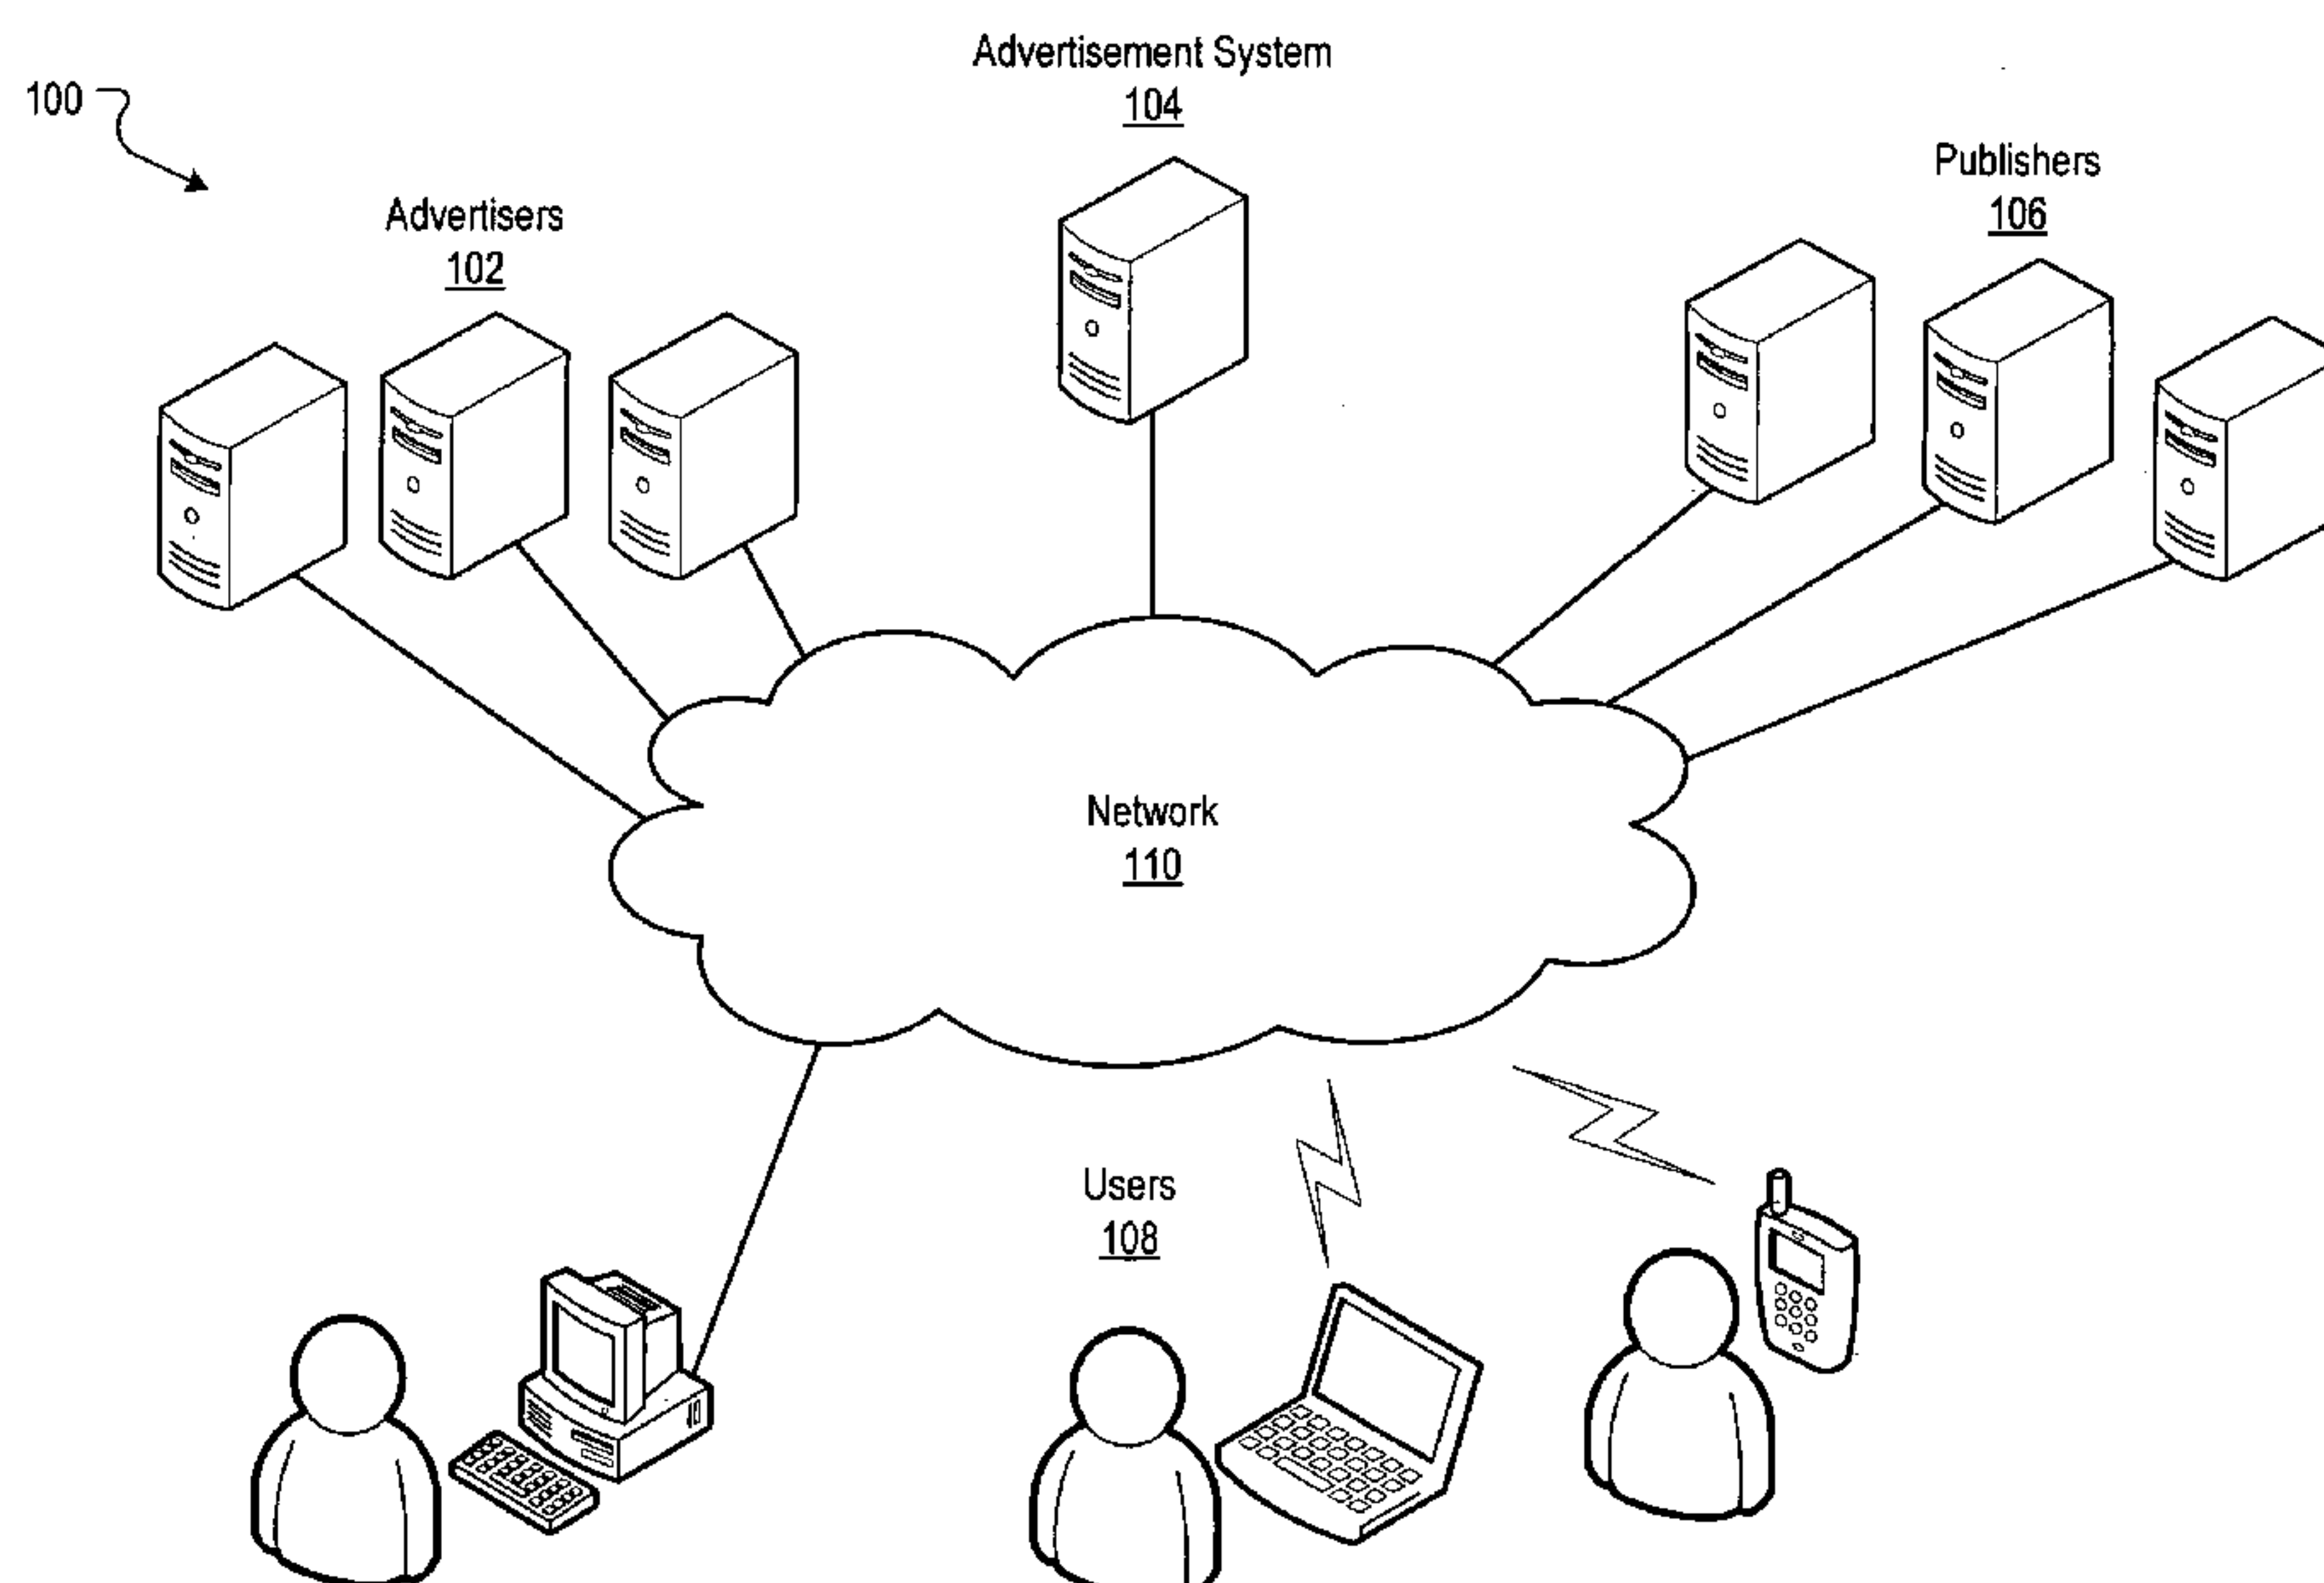 Advertisement System
104
100
Publishers
106
Advertisers
102
Network
110
Users
108